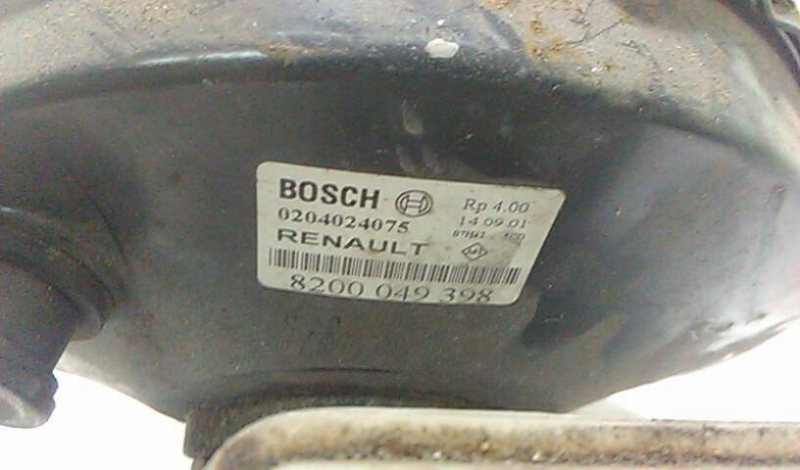 BOSCH Rp 4.00
0204024075 14.09.01
RENAULT
8200 049 398